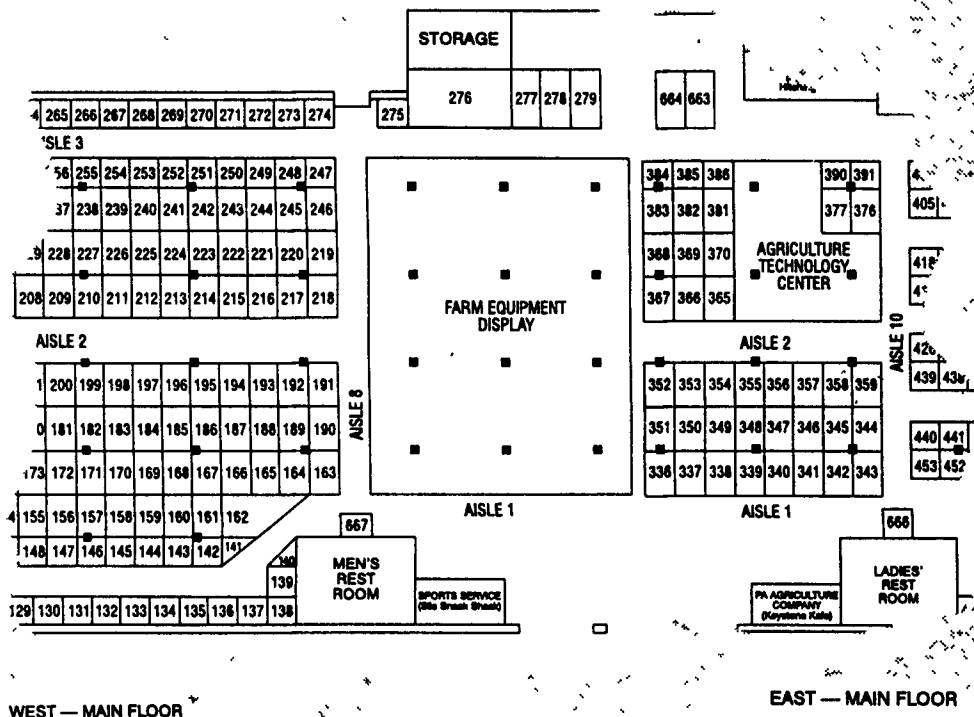 STORAGE
276
277 278 279
664 663
265 266 267 268 269 270 271 272 273 274
275
AISLE 3
255 254 253 252 251 250 249 248 247
238 239 240 241 242 243 244 245 246
228 227 226 225 224 223 222 221 220 219
208 209 210 211 212 213 214 215 216 217 218
FARM EQUIPMENT
DISPLAY
384 385 386
383 382 381
368 369 370
367 366 365
390 391
377 376
AGRICULTURE
TECHNOLOGY
CENTER
405
418
AISLE 2
AISLE 8
AISLE 2
AISLE 10
200 199 198 197 196 195 194 193 192 191
181 182 183 184 185 186 187 188 189 190
173 172 171 170 169 168 167 166 165 164 163
155 156 157 158 159 160 161 162
148 147 146 145 144 143 142 141
352 353 354 355 356 357 358 359
351 350 349 348 347 346 345 344
336 337 338 339 340 341 342 343
439
440 441
453 452
AISLE 1
AISLE 1
667
666
140
139
MEN'S
REST
ROOM
SPORTS SERVICE
(Silo Snack Shack)
PA AGRICULTURE
COMPANY
(Keystone Kafe)
LADIES'
REST
ROOM
129 130 131 132 133 134 135 136 137 138
WEST — MAIN FLOOR
EAST — MAIN FLOOR